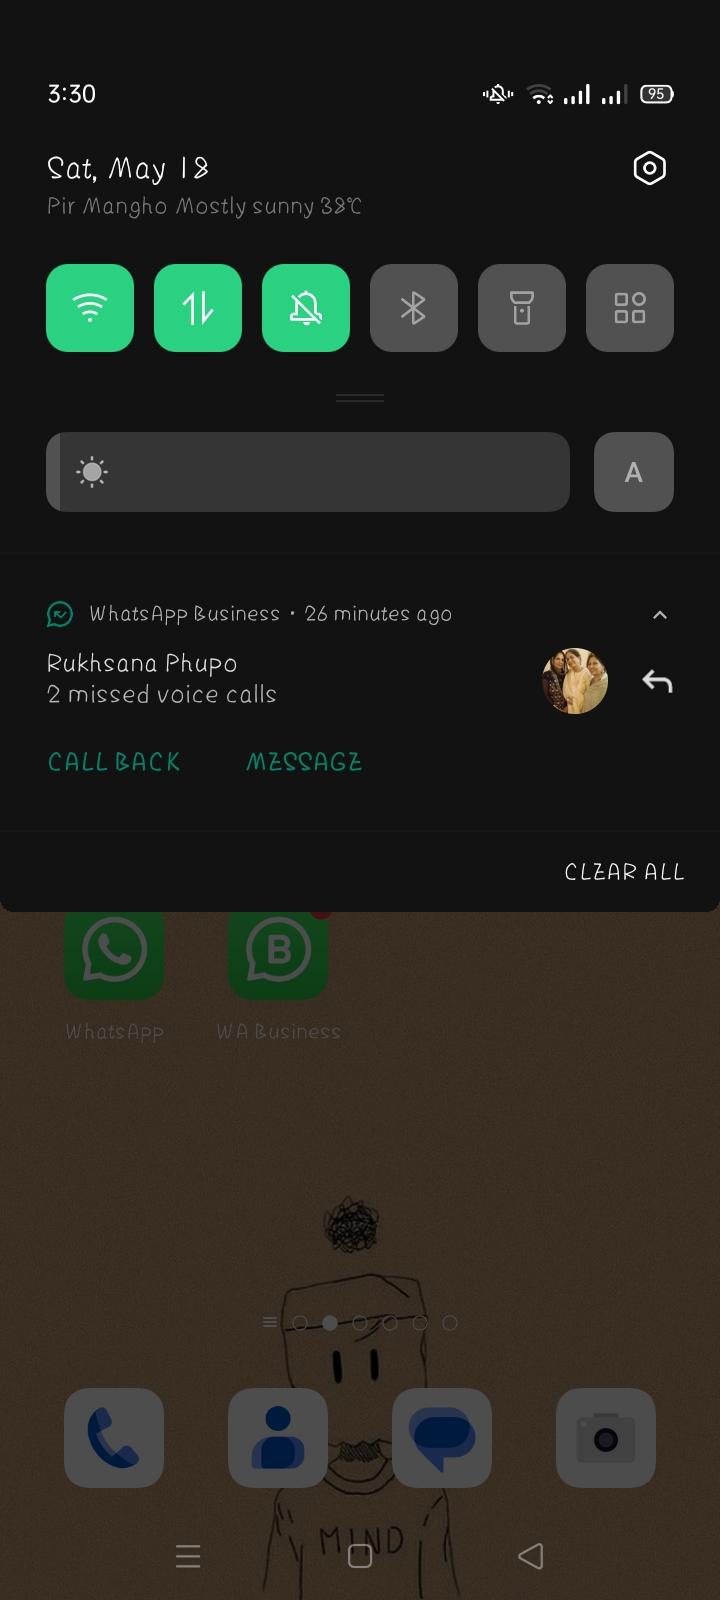 3:30
95
Sat, May 18
Pir Mangho Mostly sunny 38°C
A
WhatsApp Business • 26 minutes ago
Rukhsana Phupo
2 missed voice calls
CALL BACK MESSAGE
CLEAR ALL
B
WhatsApp WA Business
MIND